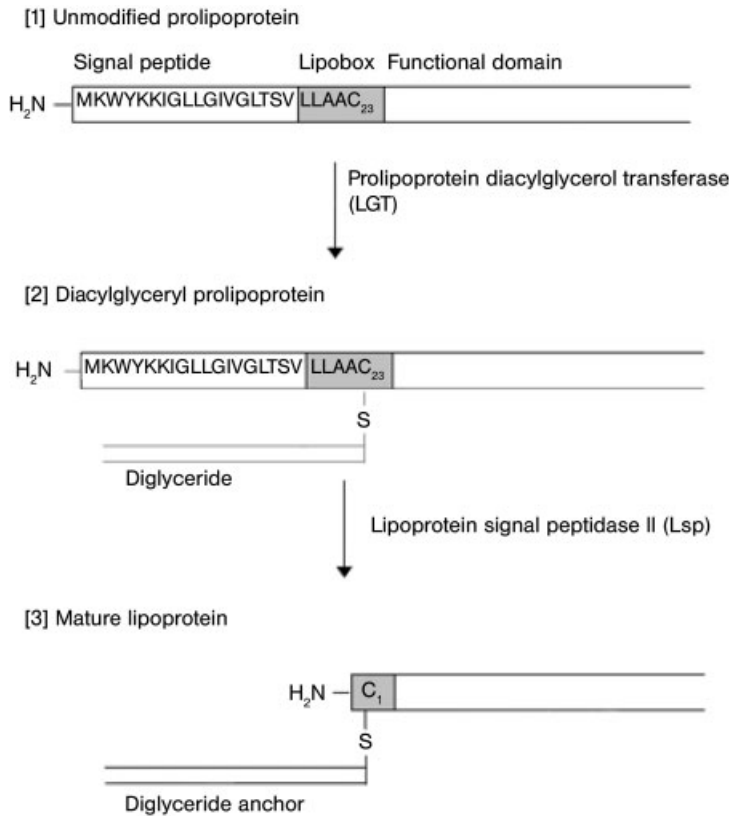 [1] Unmodified prolipoprotein
Signal peptide Lipobox Functional domain
H₂N MKWYKKIGLLGIVGLTSV LLAAC₂₃
Prolipoprotein diacylglycerol transferase
(LGT)
[2] Diacylglyceryl prolipoprotein
H₂N MKWYKKIGLLGIVGLTSV LLAAC₂₃
S
Diglyceride
Lipoprotein signal peptidase II (Lsp)
[3] Mature lipoprotein
H₂N C₁
S
Diglyceride anchor